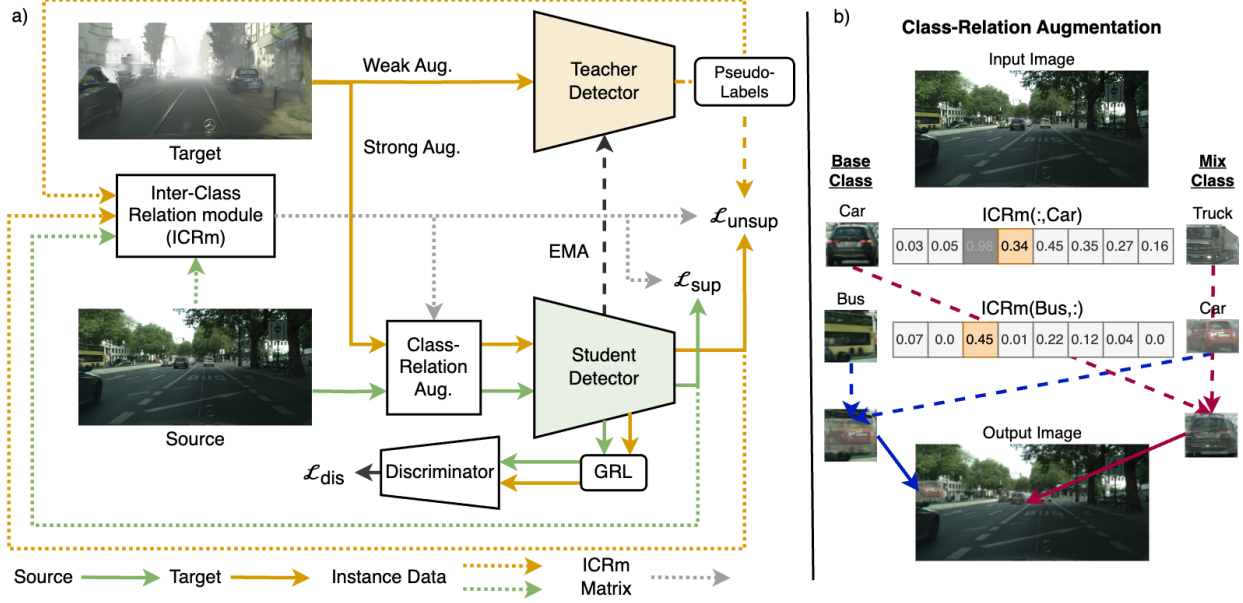 a)
Weak Aug.
Teacher
Detector
Pseudo-
Labels
Target
Strong Aug.
Inter-Class
Relation module
(ICRm)
ℒunsup
EMA
ℒsup
Class-
Relation
Aug.
Student
Detector
Source
ℒdis
Discriminator
GRL
Source
Target
Instance Data
ICRm
Matrix
b)
Class-Relation Augmentation
Input Image
Base
Class
Mix
Class
Car
ICRm(:,Car)
Truck
0.03 0.05 0.98 0.34 0.45 0.35 0.27 0.16
Bus
ICRm(Bus,:)
Car
0.07 0.0 0.45 0.01 0.22 0.12 0.04 0.0
Output Image